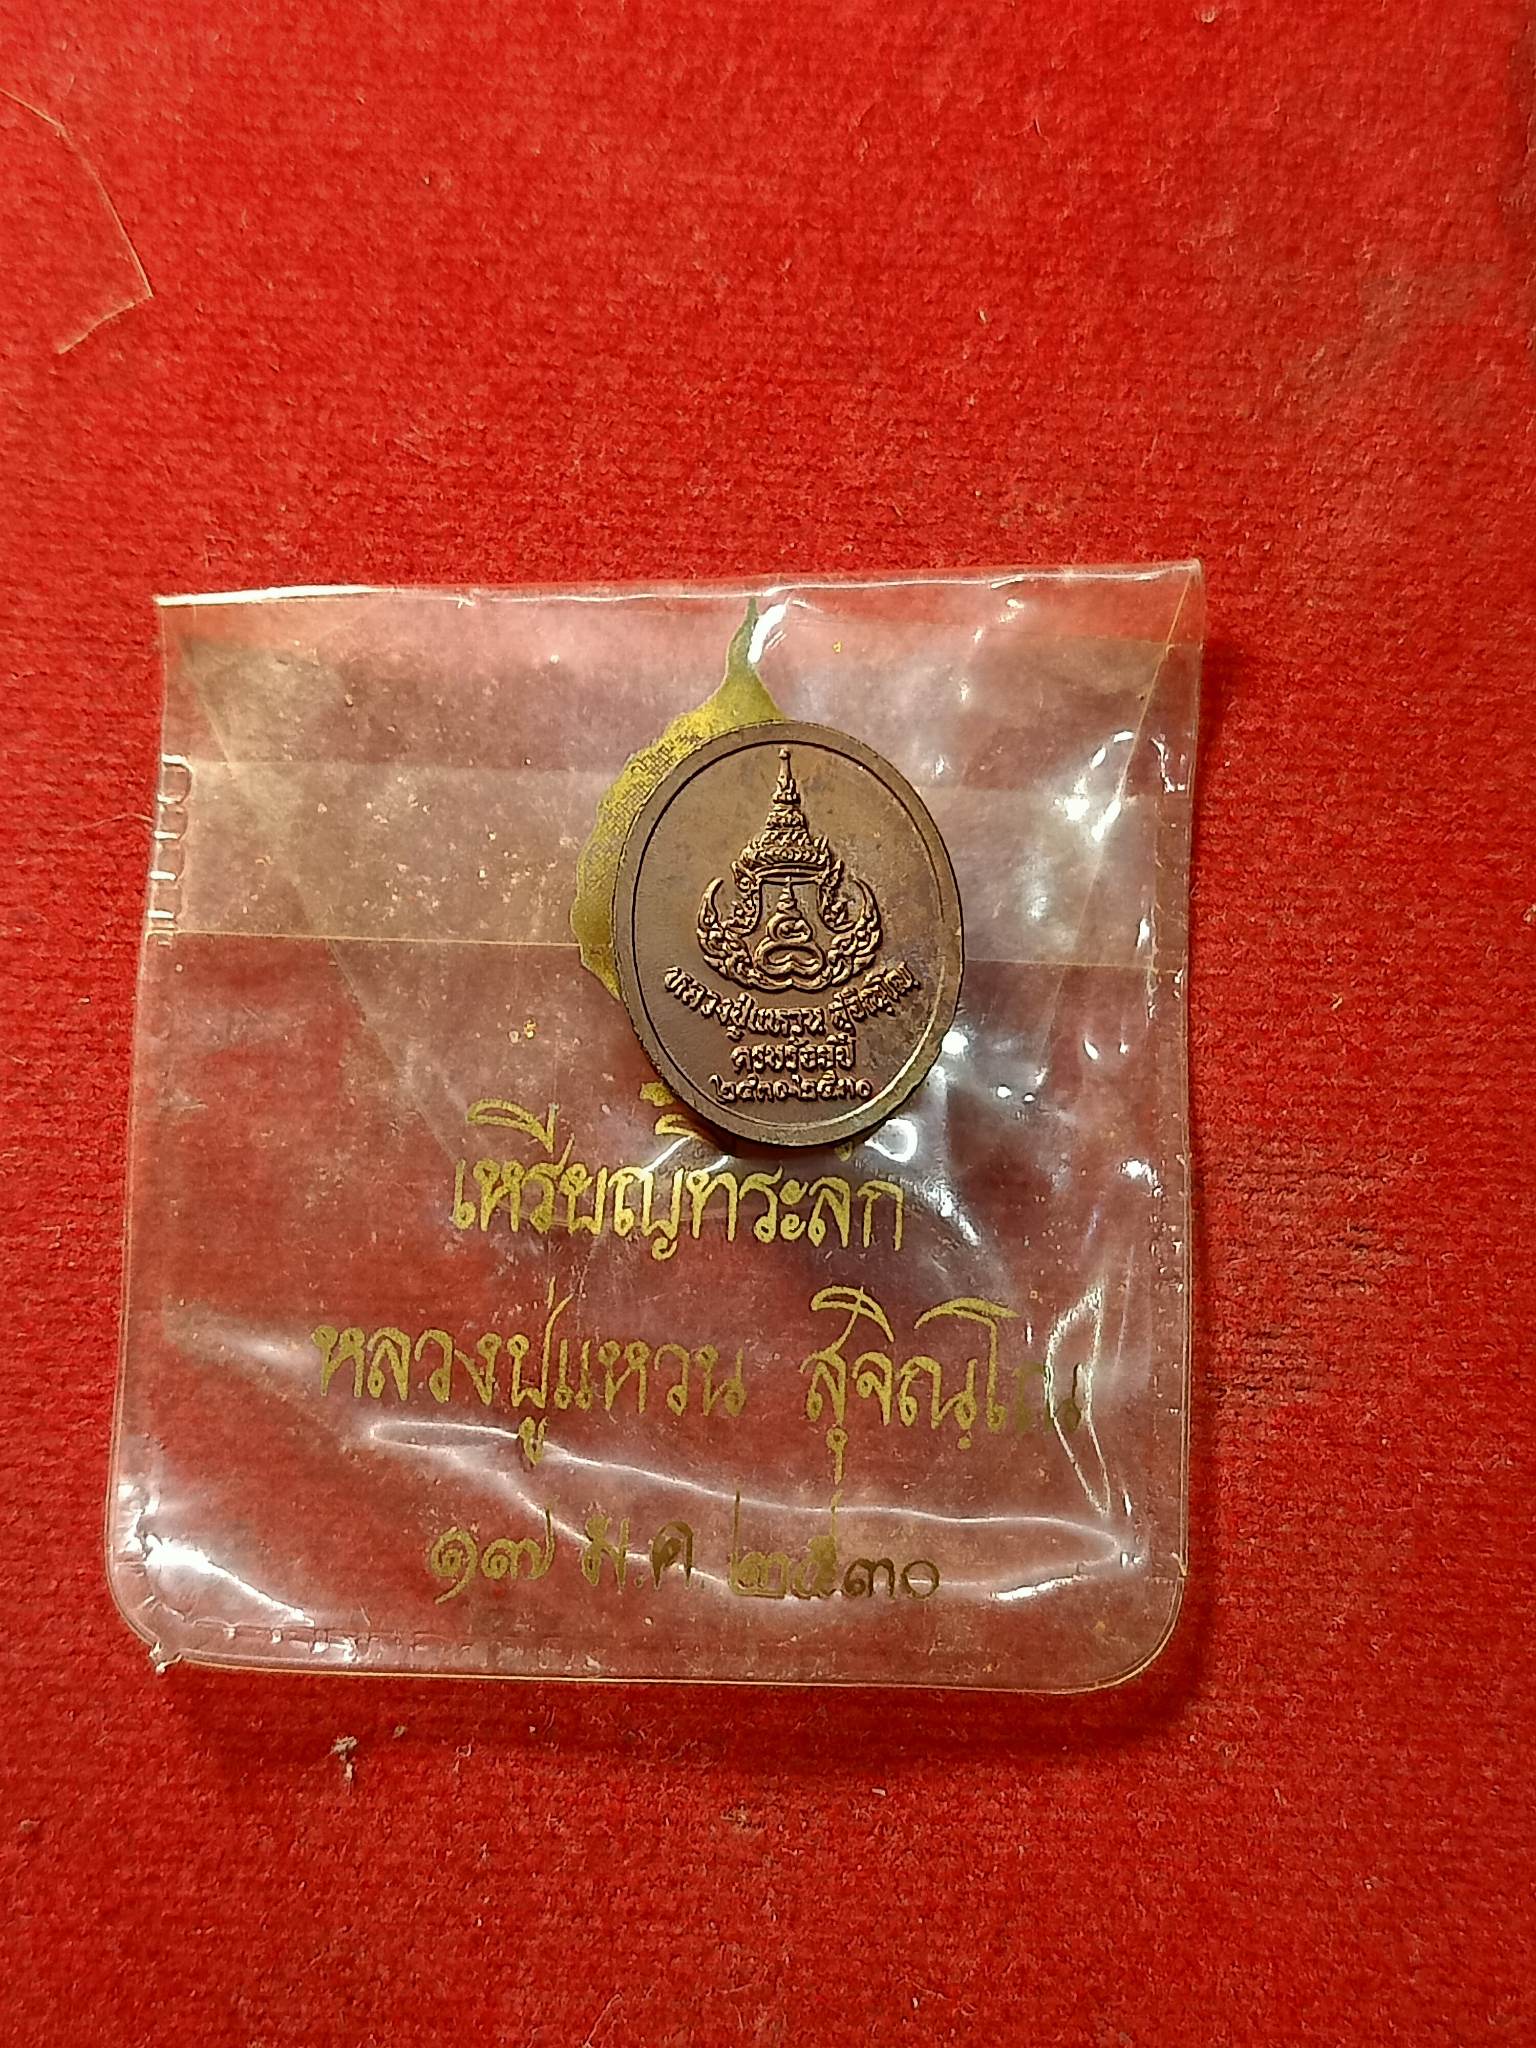 หลวงปู่แหวน สุจิณฺโณ
ครบร้อยปี
๒๔๓๐-๒๕๓๐
เหรียญที่ระลึก
หลวงปู่แหวน สุจิณฺโณ
๑๗ ม.ค. ๒๕๓๐